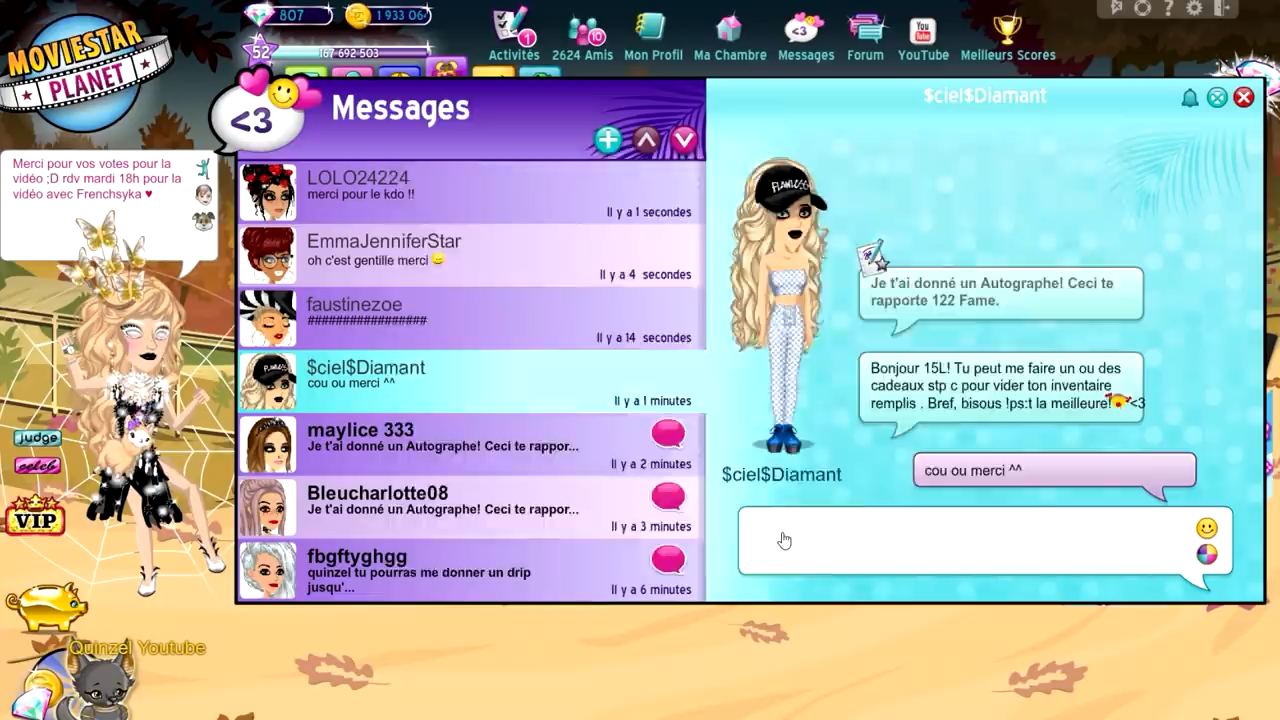 MOVIESTAR
PLANET
807
1 933 06
52
167 692 503
1
Activités
10
2624 Amis
Mon Profil
Ma Chambre
<3
Messages
Forum
You
Tube
YouTube
Meilleurs Scores
Merci pour vos votes pour la
vidéo ;D rdv mardi 18h pour la
vidéo avec Frenchsyka ♥
judge
celeb
VIP
Quinzel Youtube
<3
Messages
LOLO24224
merci pour le kdo !!
Il y a 1 secondes
EmmaJenniferStar
oh c'est gentille merci 😊
Il y a 4 secondes
faustinezoe
#################
Il y a 14 secondes
$ciel$Diamant
cou ou merci ^^
Il y a 1 minutes
maylice 333
Je t'ai donné un Autographe! Ceci te rappor...
Il y a 2 minutes
Bleucharlotte08
Je t'ai donné un Autographe! Ceci te rappor...
Il y a 3 minutes
fbgftyghgg
quinzel tu pourras me donner un drip
jusqu'...
Il y a 6 minutes
$ciel$Diamant
FLAWLESS
$ciel$Diamant
Je t'ai donné un Autographe! Ceci te
rapporte 122 Fame.
Bonjour 15L! Tu peut me faire un ou des
cadeaux stp c pour vider ton inventaire
remplis . Bref, bisous !ps:t la meilleure! <3
cou ou merci ^^